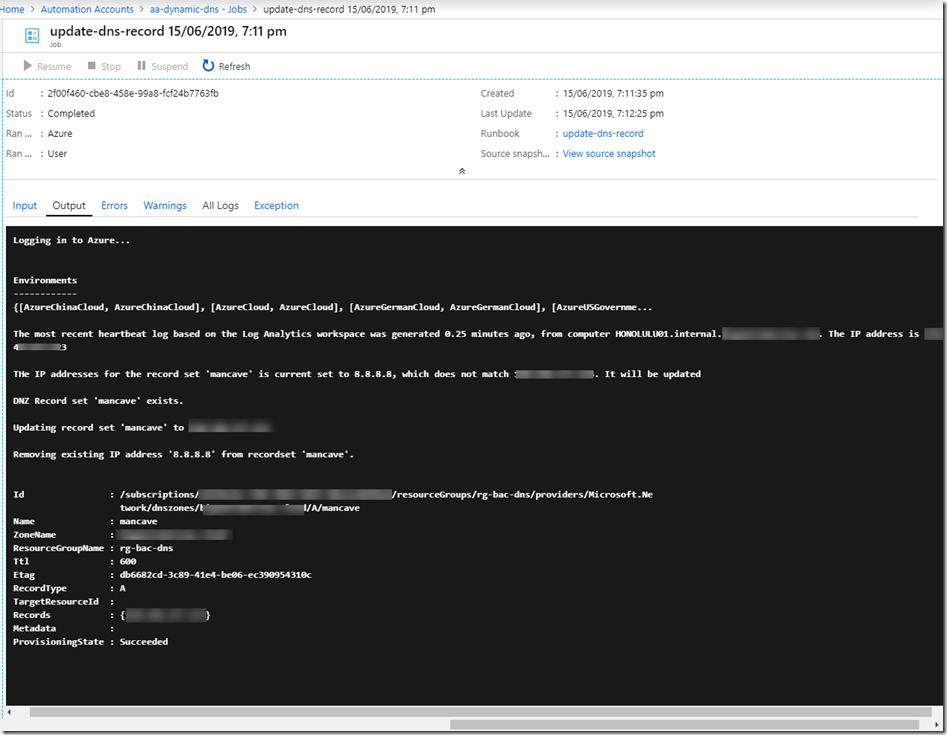 Home > Automation Accounts > aa-dynamic-dns - Jobs > update-dns-record 15/06/2019, 7:11 pm
update-dns-record 15/06/2019, 7:11 pm
Job
Resume Stop Suspend Refresh
Id : 2f00f460-cbe8-458e-99a8-fcf24b7763fb
Created : 15/06/2019, 7:11:35 pm
Status : Completed
Last Update : 15/06/2019, 7:12:25 pm
Ran ... : Azure
Runbook : update-dns-record
Ran ... : User
Source snapsh... : View source snapshot
Input Output Errors Warnings All Logs Exception
Logging in to Azure...
Environments
------------
{[AzureChinaCloud, AzureChinaCloud], [AzureCloud, AzureCloud], [AzureGermanCloud, AzureGermanCloud], [AzureUSGovernme...
The most recent heartbeat log based on the Log Analytics workspace was generated 0.25 minutes ago, from computer HONOLULU01.internal. . The IP address is
4 3
THe IP addresses for the record set 'mancave' is current set to 8.8.8.8, which does not match . It will be updated
DNZ Record set 'mancave' exists.
Updating record set 'mancave' to
Removing existing IP address '8.8.8.8' from recordset 'mancave'.
Id : /subscriptions/ /resourceGroups/rg-bac-dns/providers/Microsoft.Ne
twork/dnszones/ /A/mancave
Name : mancave
ZoneName :
ResourceGroupName : rg-bac-dns
Ttl : 600
Etag : db6682cd-3c89-41e4-be06-ec390954310c
RecordType : A
TargetResourceId :
Records : { }
Metadata :
ProvisioningState : Succeeded